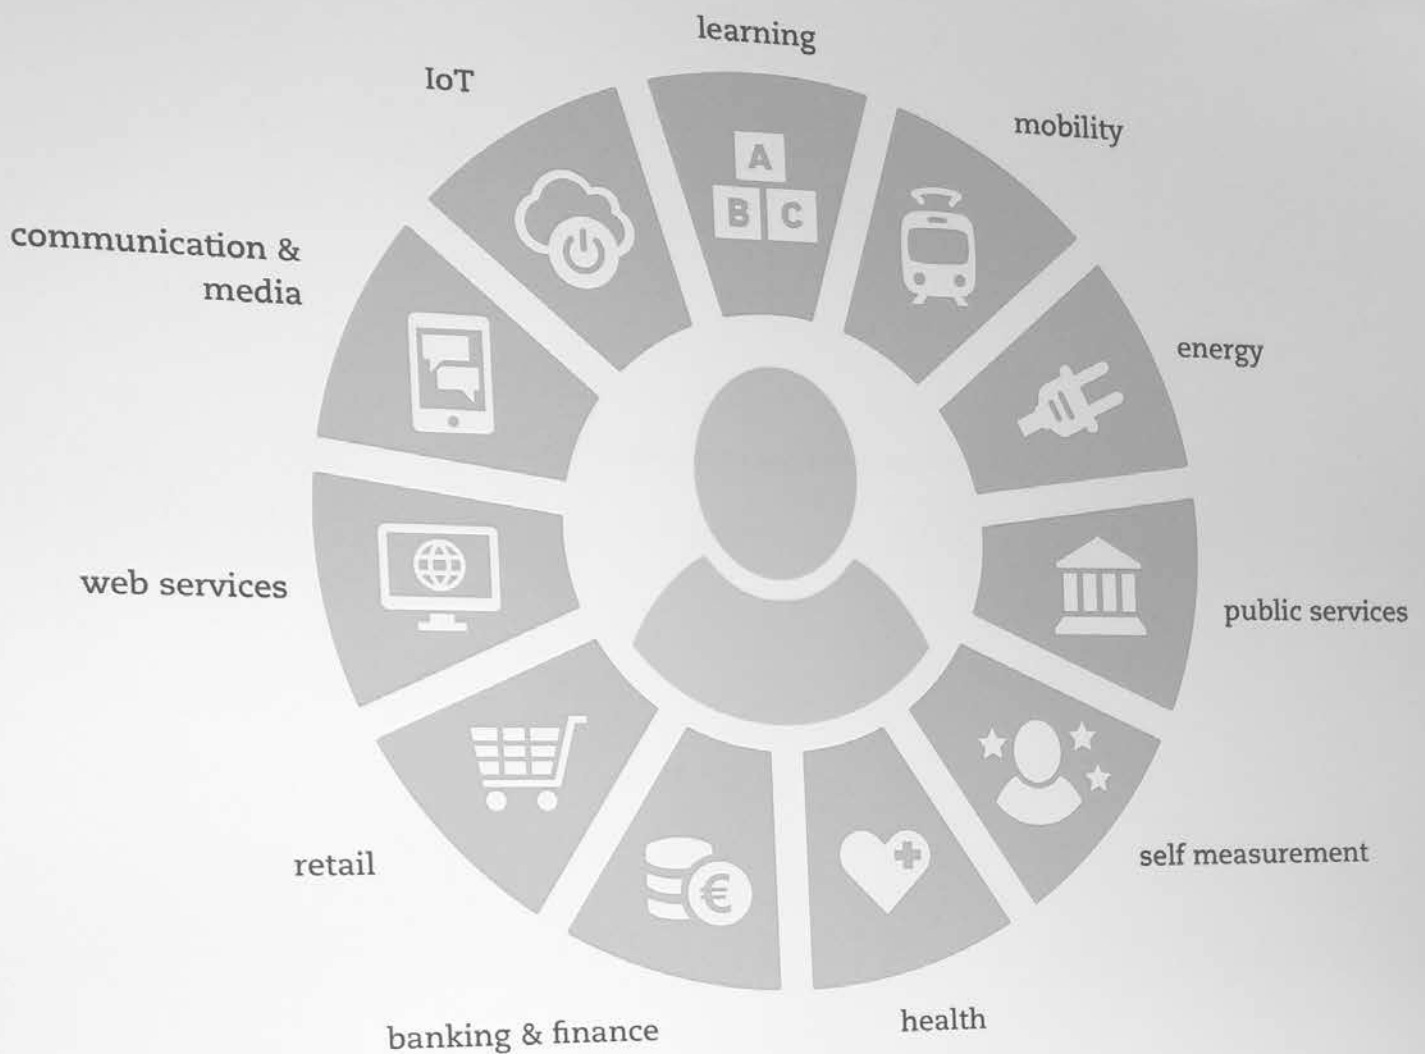 learning
IoT
mobility
A
B C
communication &
media
energy
web services
public services
retail
self measurement
€
banking & finance
health